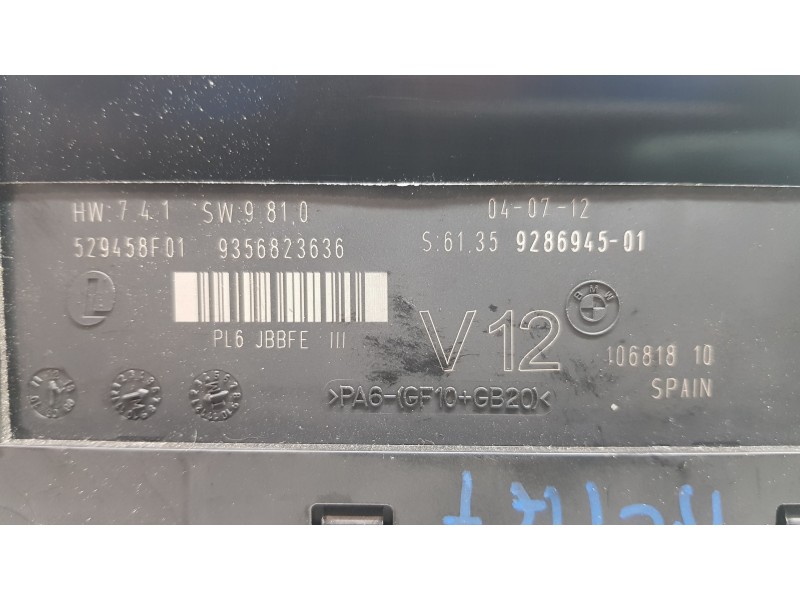 HW:7.4.1 SW:9.81.0 04-07-12
529458F01 9356823636 S:61.35 9286945-01
BMW
PL6 JBBFE III V12
106818 10
>PA6-(GF10+GB20)< SPAIN